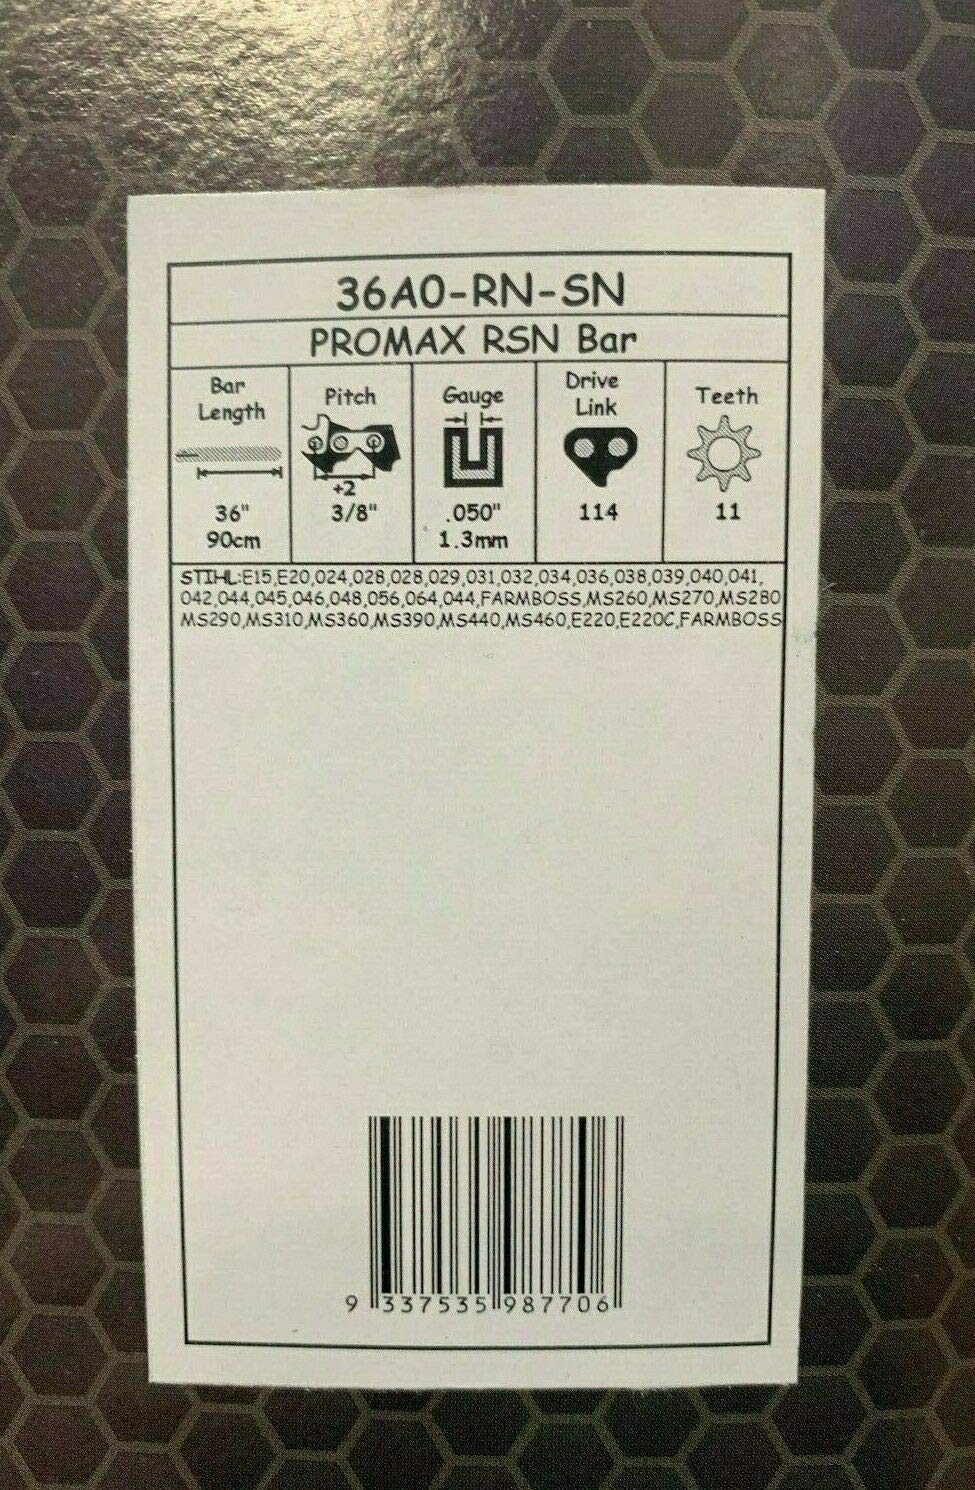 36A0-RN-SN
PROMAX RSN Bar
Bar Length
Pitch
Gauge
Drive Link
Teeth
+2
36"
3/8"
.050"
114
11
90cm
1.3mm
STIHL:E15,E20,024,028,028,029,031,032,034,036,038,039,040,041,
042,044,045,046,048,056,064,044,FARMBOSS,MS260,MS270,MS280
MS290,MS310,MS360,MS390,MS440,MS460,E220,E220C,FARMBOSS
9 337535 987706